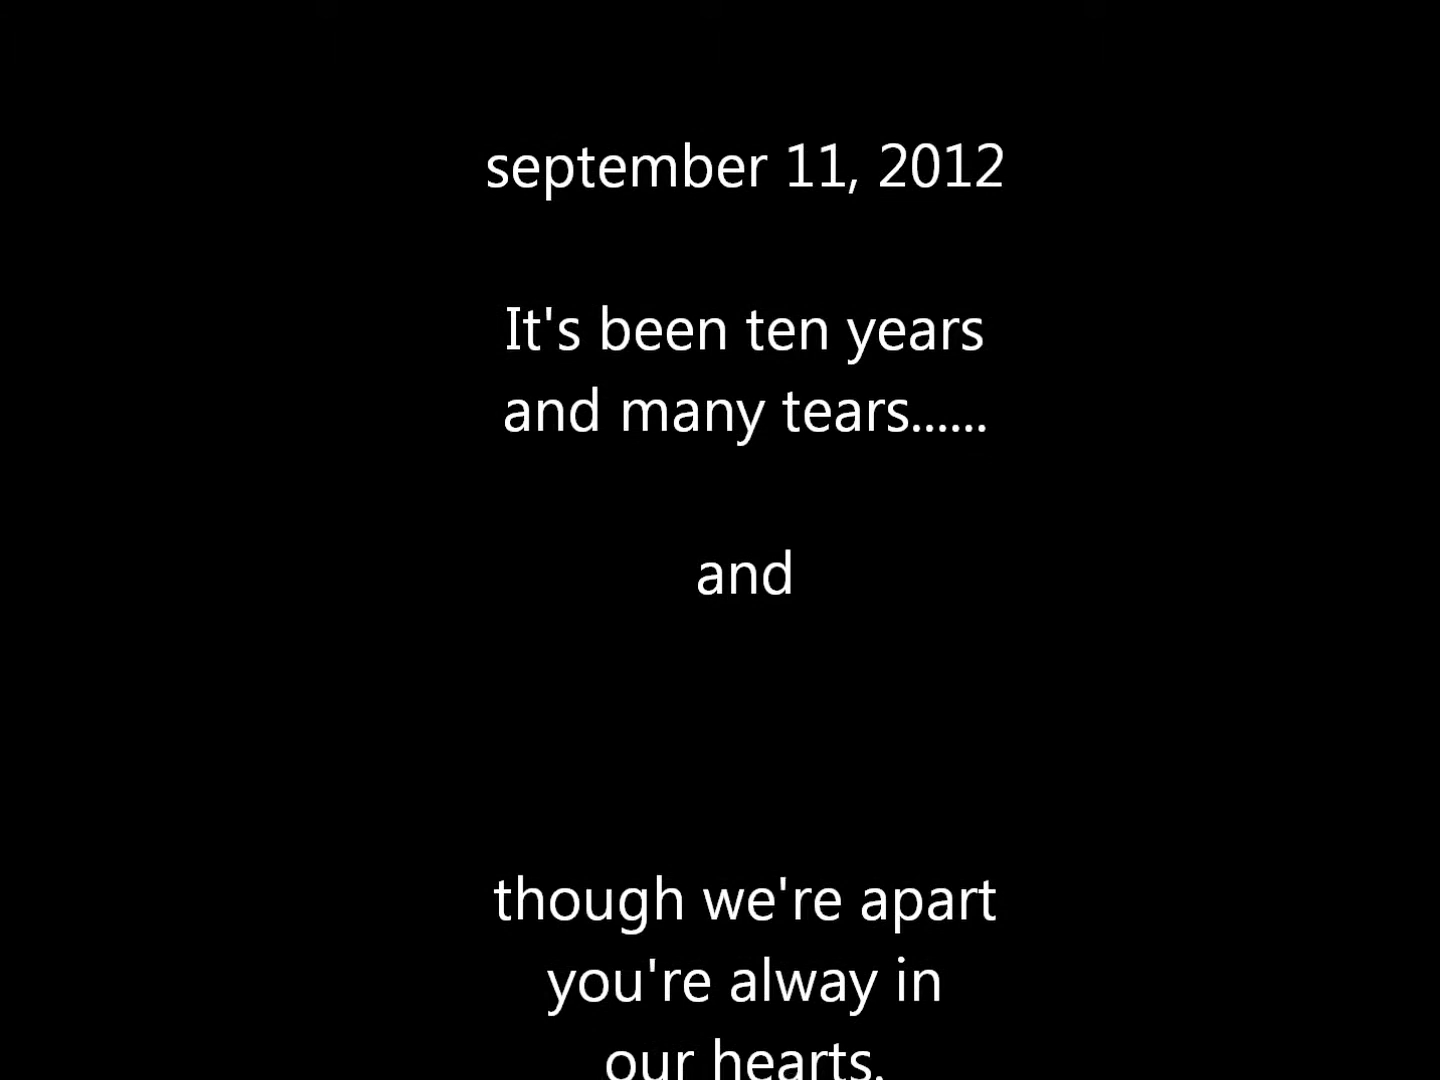 september 11, 2012
It's been ten years
and many tears......
and
though we're apart
you're alway in
our hearts.